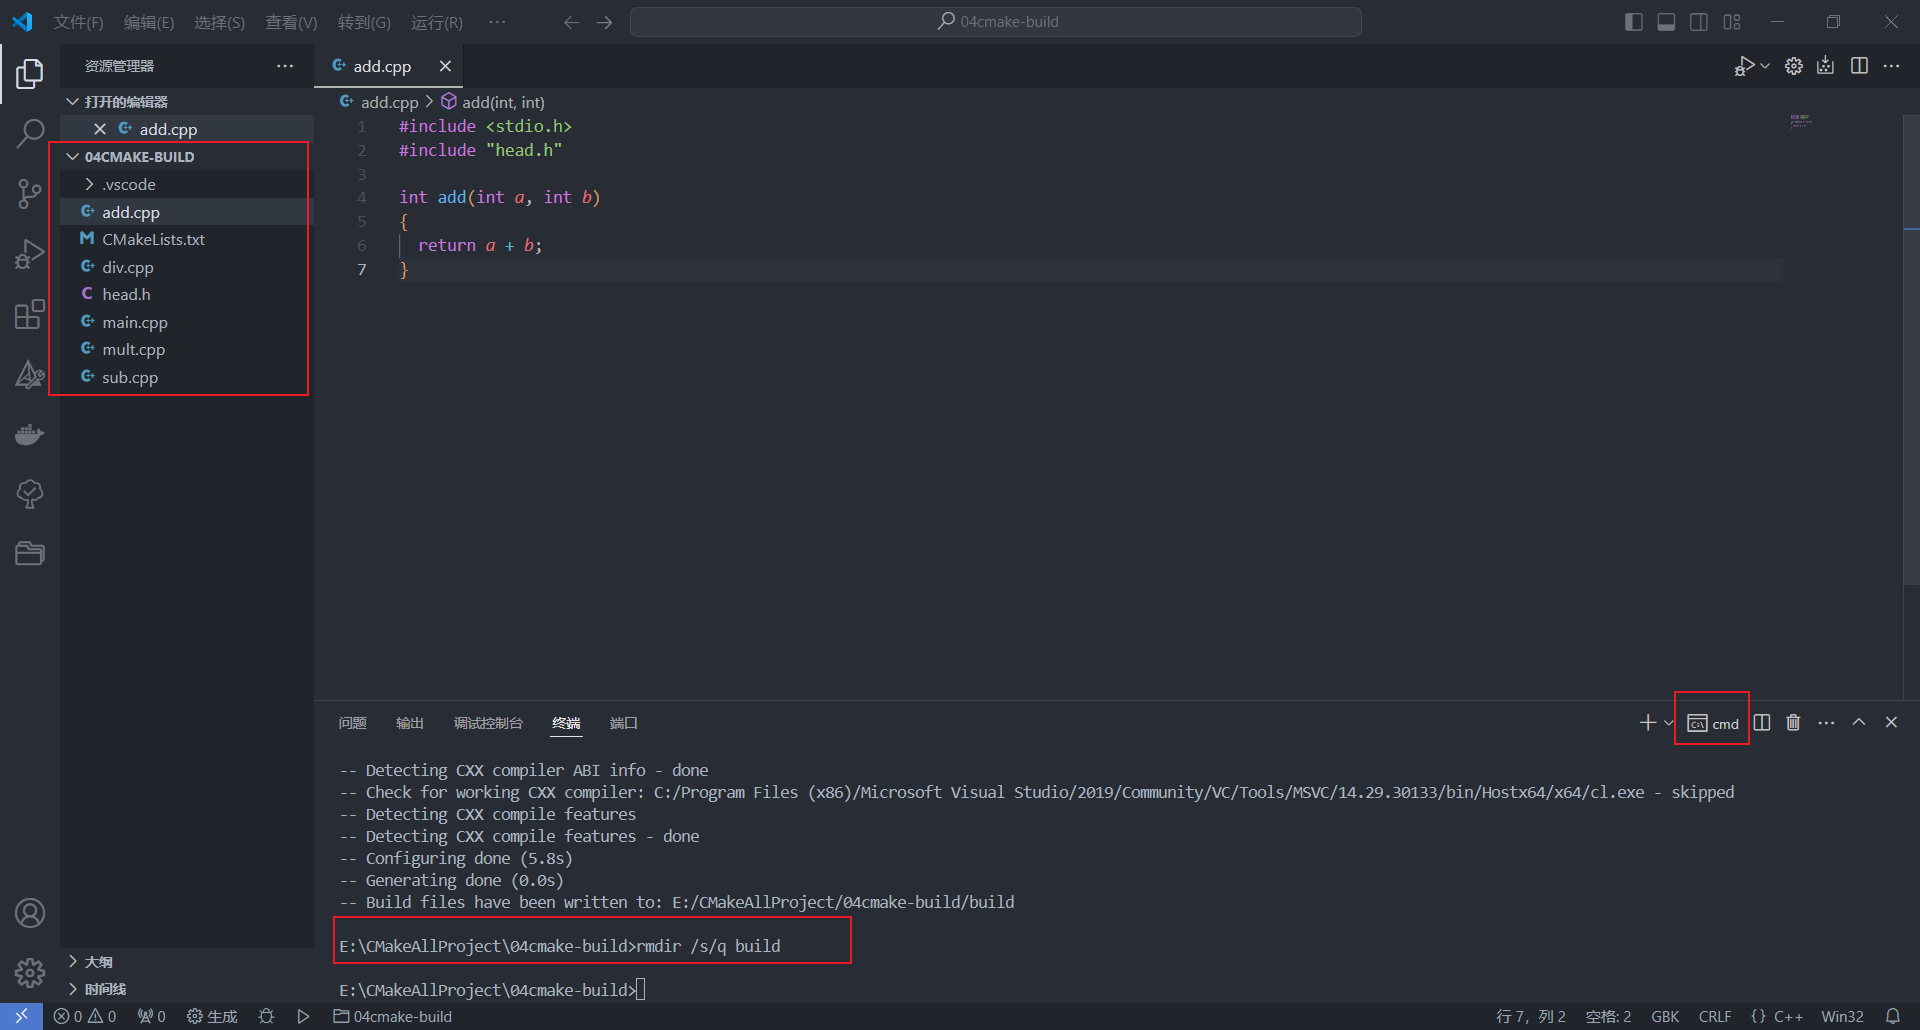 文件(F) 编辑(E) 选择(S) 查看(V) 转到(G) 运行(R) ··· 04cmake-build
资源管理器 ···
打开的编辑器
add.cpp
04CMAKE-BUILD
.vscode
add.cpp
CMakeLists.txt
div.cpp
head.h
main.cpp
mult.cpp
sub.cpp
大纲
时间线
add.cpp
add.cpp > add(int, int)
1 #include <stdio.h>
2 #include "head.h"
3
4 int add(int a, int b)
5 {
6 return a + b;
7 }
问题 输出 调试控制台 终端 端口 cmd
-- Detecting CXX compiler ABI info - done
-- Check for working CXX compiler: C:/Program Files (x86)/Microsoft Visual Studio/2019/Community/VC/Tools/MSVC/14.29.30133/bin/Hostx64/x64/cl.exe - skipped
-- Detecting CXX compile features
-- Detecting CXX compile features - done
-- Configuring done (5.8s)
-- Generating done (0.0s)
-- Build files have been written to: E:/CMakeAllProject/04cmake-build/build
E:\CMakeAllProject\04cmake-build>rmdir /s/q build
E:\CMakeAllProject\04cmake-build>
0 0 0 生成 04cmake-build 行 7，列 2 空格: 2 GBK CRLF {} C++ Win32